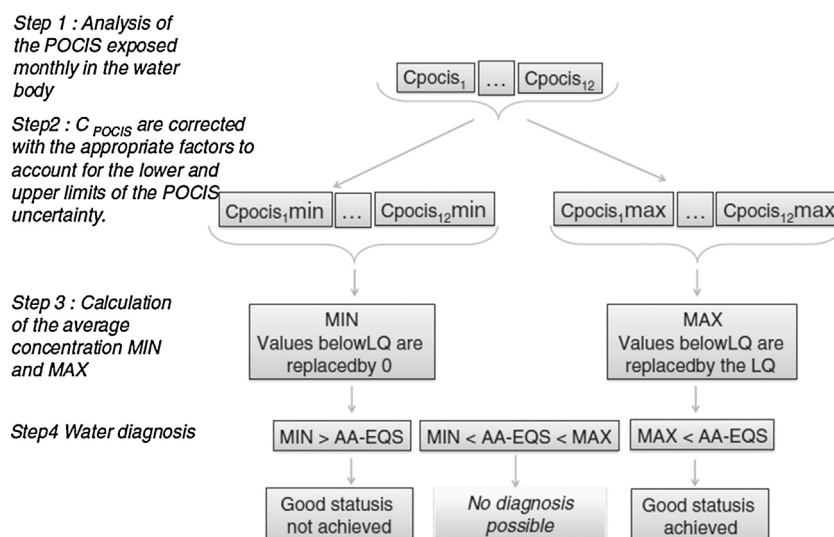 Step 1 : Analysis of
the POCIS exposed
monthly in the water
body
Cpocis₁ ... Cpocis₁₂
Step2 : C POCIS are corrected
with the appropriate factors to
account for the lower and
upper limits of the POCIS
uncertainty.
Cpocis₁min ... Cpocis₁₂min
Cpocis₁max ... Cpocis₁₂max
Step 3 : Calculation
of the average
concentration MIN
and MAX
MIN
Values belowLQ are
replacedby 0
MAX
Values belowLQ are
replacedby the LQ
Step4 Water diagnosis
MIN > AA-EQS
MIN < AA-EQS < MAX
MAX < AA-EQS
Good statusis
not achieved
No diagnosis
possible
Good statusis
achieved